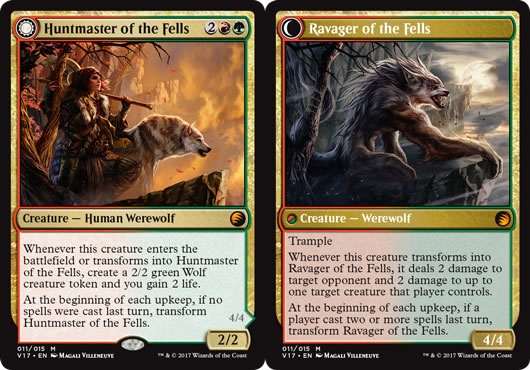 Huntmaster of the Fells 2
Creature — Human Werewolf
Whenever this creature enters the
battlefield or transforms into Huntmaster
of the Fells, create a 2/2 green Wolf
creature token and you gain 2 life.
At the beginning of each upkeep, if no
spells were cast last turn, transform
Huntmaster of the Fells.
4/4
2/2
011/015 M
V17 • EN MAGALI VILLENEUVE
™ & © 2017 Wizards of the Coast
Ravager of the Fells
Creature — Werewolf
Trample
Whenever this creature transforms into
Ravager of the Fells, it deals 2 damage to
target opponent and 2 damage to up to
one target creature that player controls.
At the beginning of each upkeep, if a
player cast two or more spells last turn,
transform Ravager of the Fells.
4/4
011/015 M
V17 • EN MAGALI VILLENEUVE
™ & © 2017 Wizards of the Coast